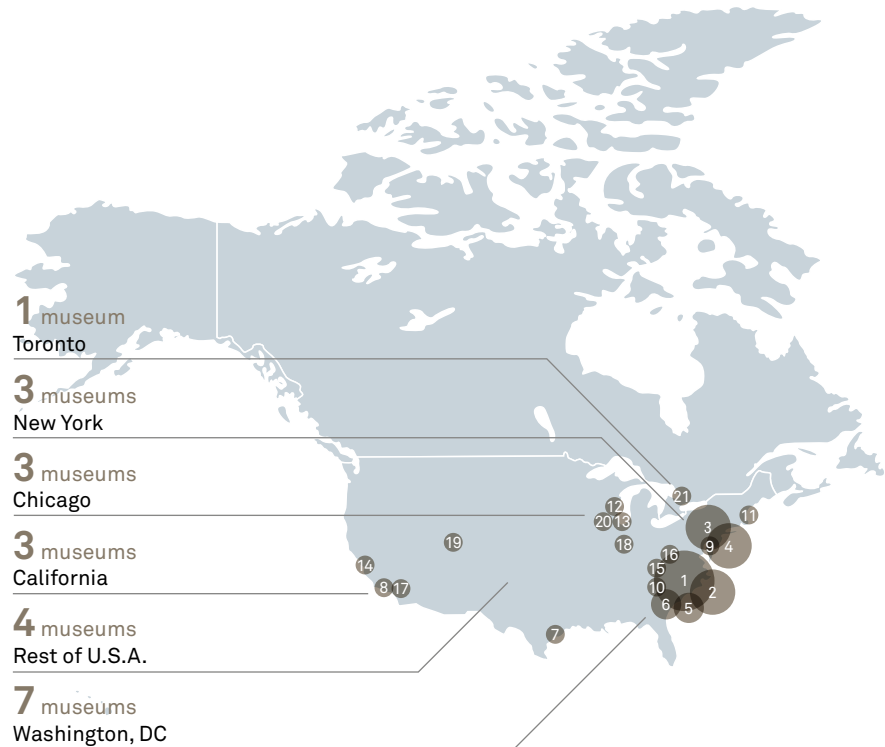 1 museum
Toronto
3 museums
New York
3 museums
Chicago
3 museums
California
4 museums
Rest of U.S.A.
7 museums
Washington, DC
21
12
11
20 13
3
18
9 4
19
16
14
15
1
10
8 17
2
6
5
7